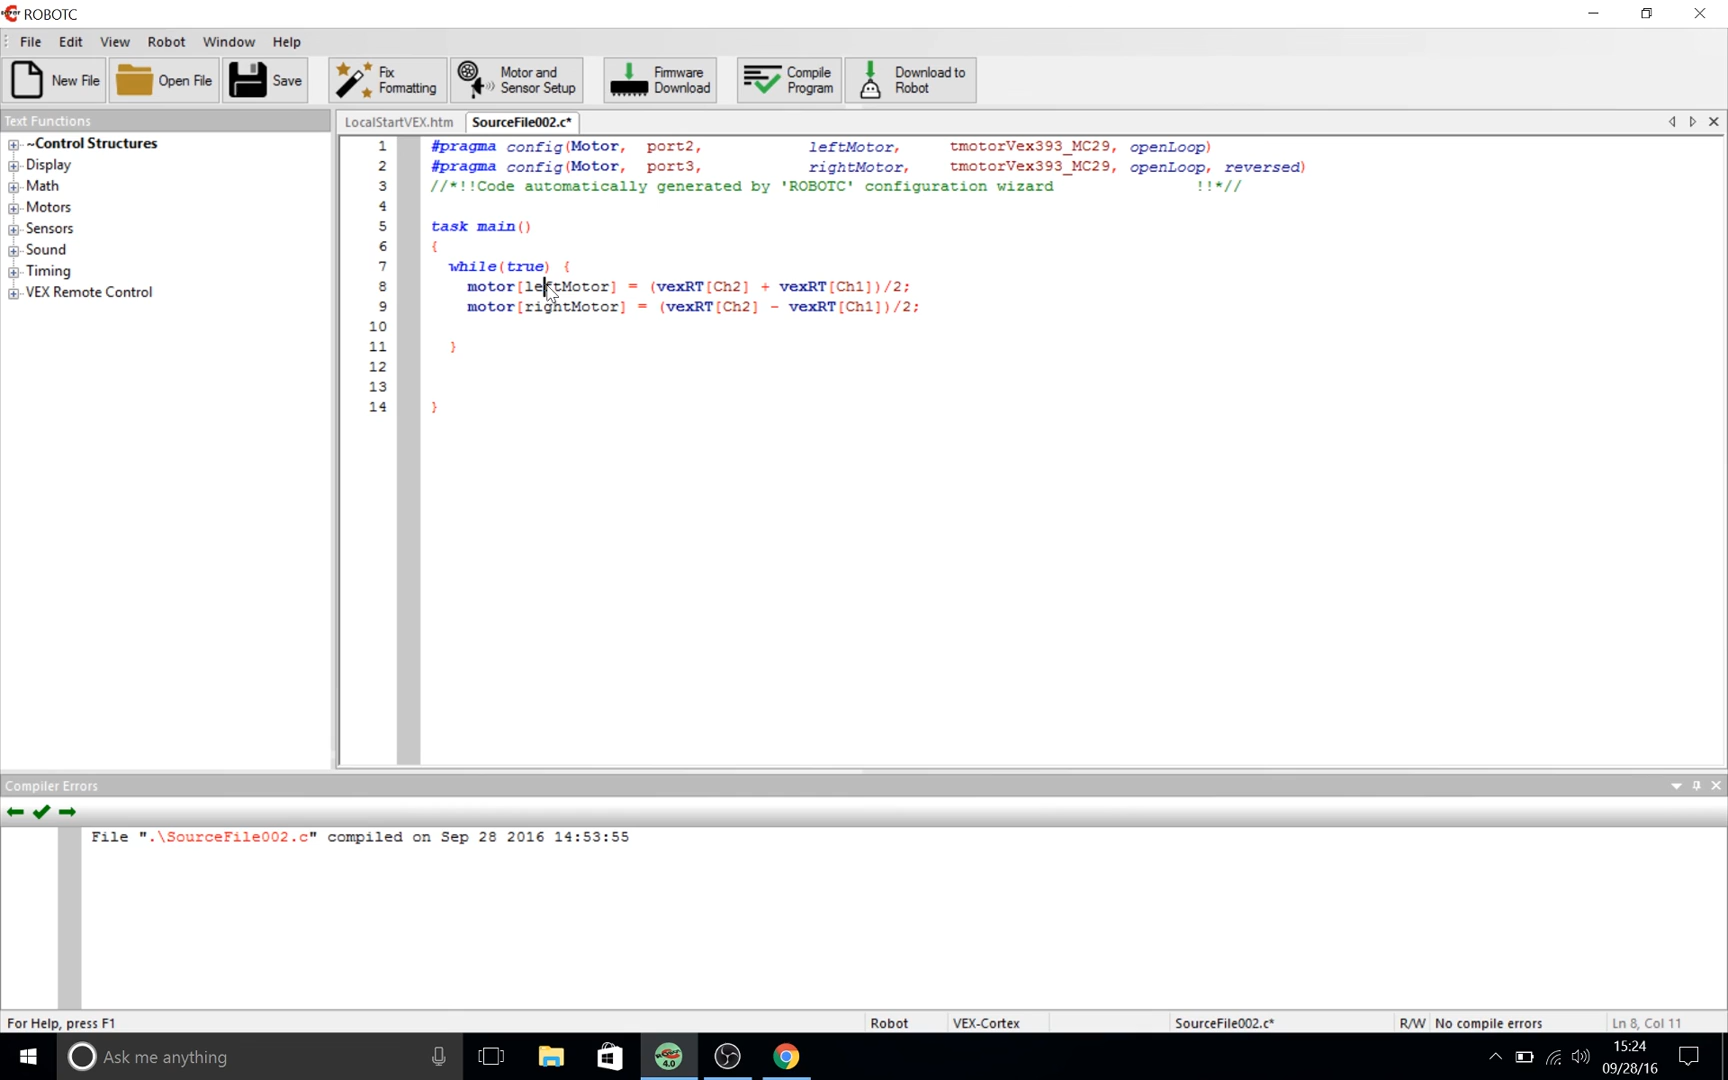 ROBOTC
File Edit View Robot Window Help
New File Open File Save Fix Formatting Motor and Sensor Setup Firmware Download Compile Program Download to Robot
Text Functions
~Control Structures
Display
Math
Motors
Sensors
Sound
Timing
VEX Remote Control
LocalStartVEX.htm SourceFile002.c*
1 #pragma config(Motor, port2, leftMotor, tmotorVex393_MC29, openLoop)
2 #pragma config(Motor, port3, rightMotor, tmotorVex393_MC29, openLoop, reversed)
3 //*!!Code automatically generated by 'ROBOTC' configuration wizard !!*//
4
5 task main()
6 {
7 while(true) {
8 motor[leftMotor] = (vexRT[Ch2] + vexRT[Ch1])/2;
9 motor[rightMotor] = (vexRT[Ch2] - vexRT[Ch1])/2;
10
11 }
12
13
14 }
Compiler Errors
File ".\SourceFile002.c" compiled on Sep 28 2016 14:53:55
For Help, press F1 Robot VEX-Cortex SourceFile002.c* R/W No compile errors Ln 8, Col 11
Ask me anything 4.0 15:24
09/28/16